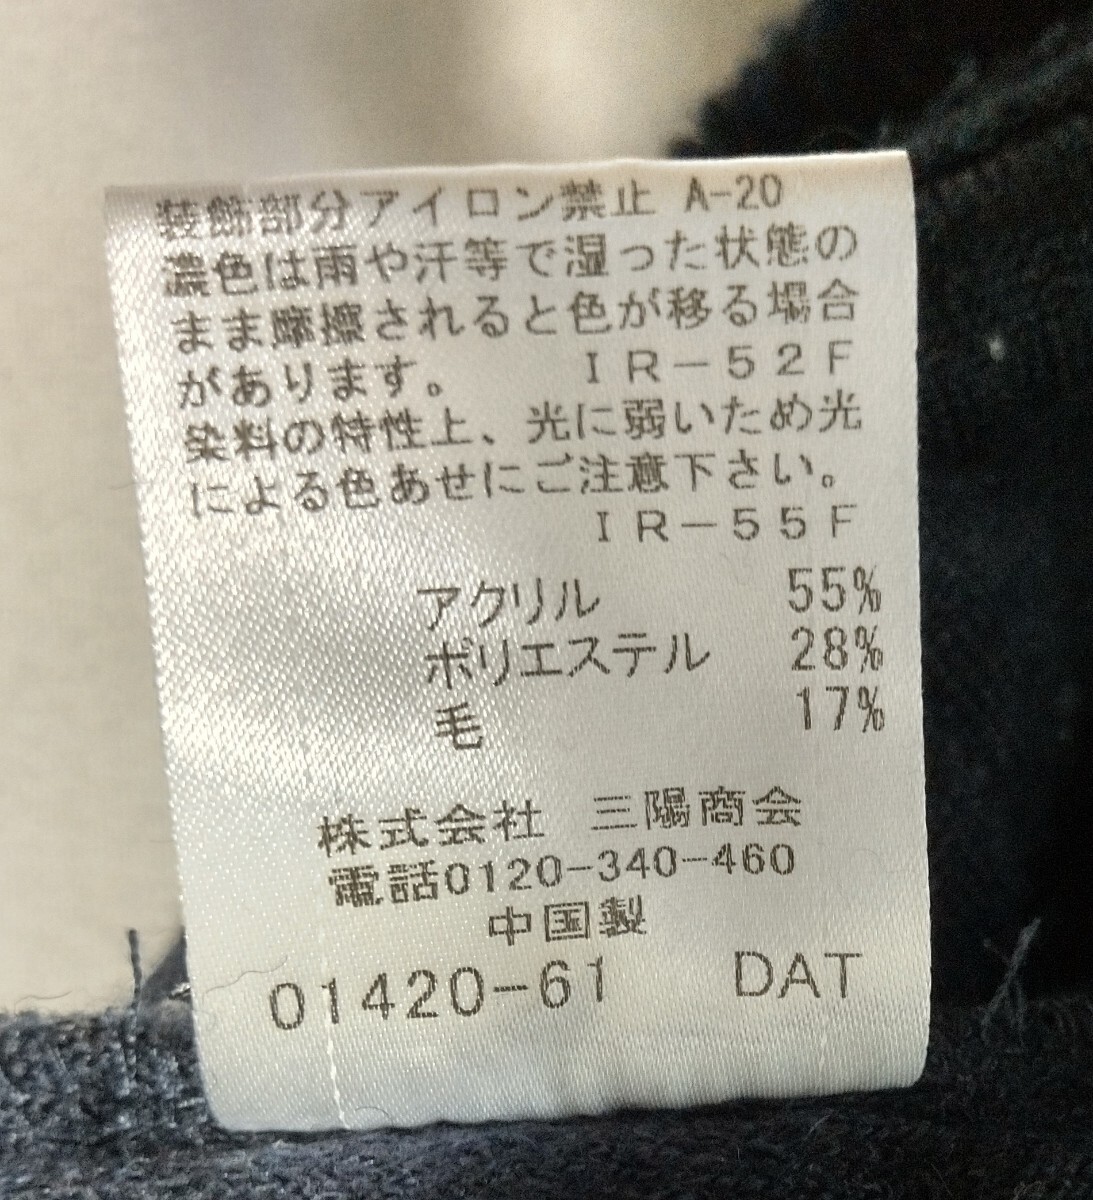 装飾部分アイロン禁止 A-20
濃色は雨や汗等で湿った状態の
まま摩擦されると色が移る場合
があります。 IR-52F
染料の特性上、光に弱いため光
による色あせにご注意下さい。
IR-55F
アクリル 55%
ポリエステル 28%
毛 17%
株式会社 三陽商会
電話0120-340-460
中国製
01420-61 DAT